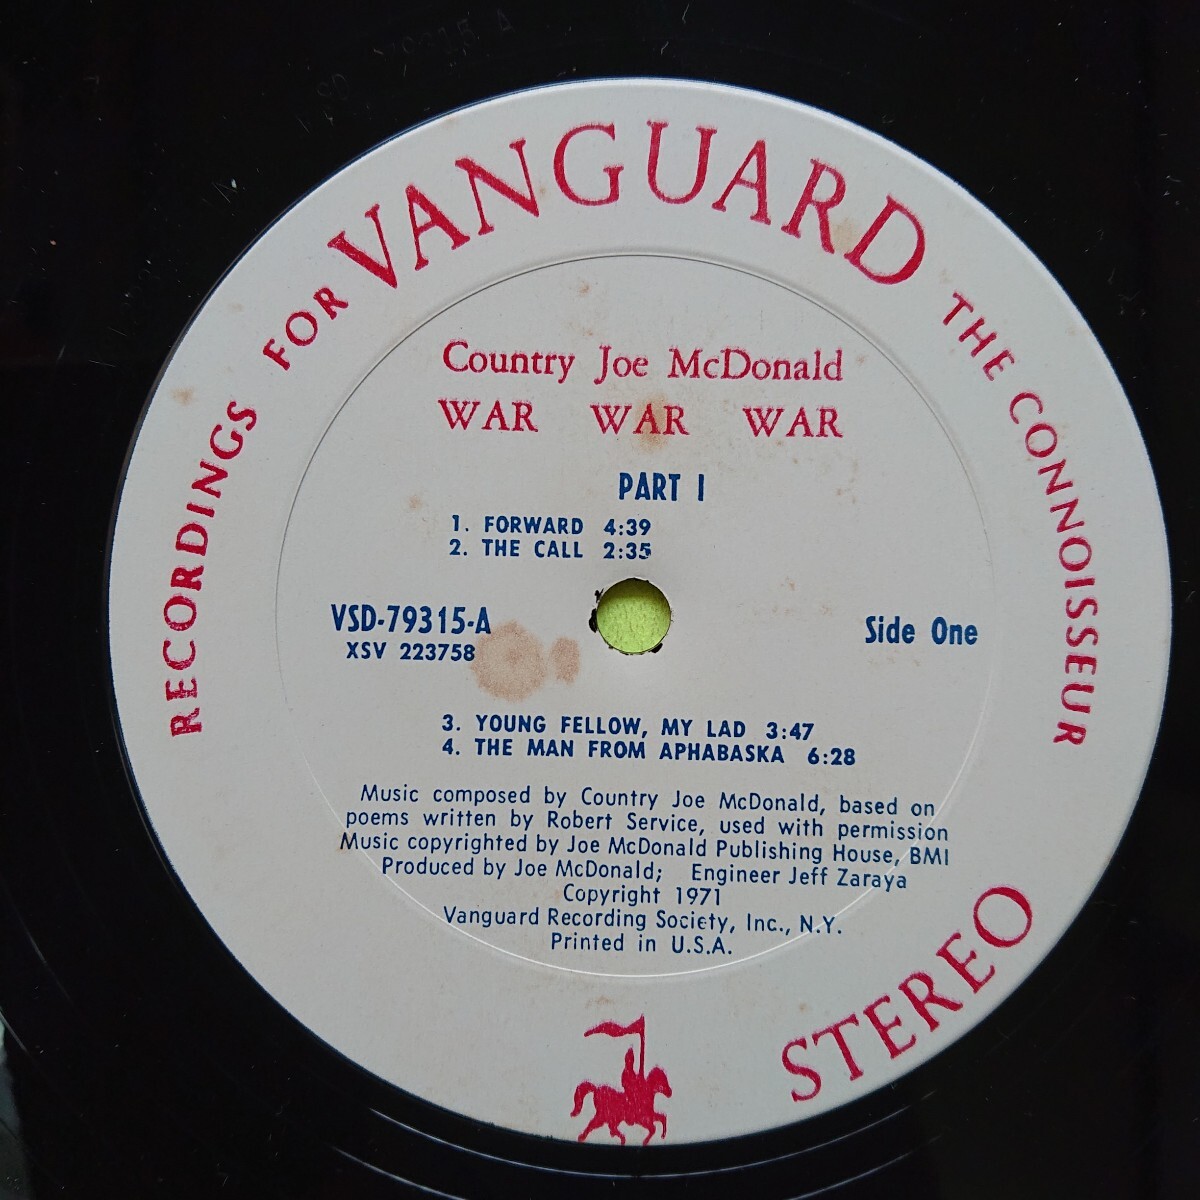 RECORDINGS FOR VANGUARD THE CONNOISSEUR
Country Joe McDonald
WAR WAR WAR
PART I
1. FORWARD 4:39
2. THE CALL 2:35
VSD-79315-A
XSV 223758
Side One
3. YOUNG FELLOW, MY LAD 3:47
4. THE MAN FROM APHABASKA 6:28
Music composed by Country Joe McDonald, based on
poems written by Robert Service, used with permission
Music copyrighted by Joe McDonald Publishing House, BMI
Produced by Joe McDonald; Engineer Jeff Zaraya
Copyright 1971
Vanguard Recording Society, Inc., N.Y.
Printed in U.S.A.
STEREO